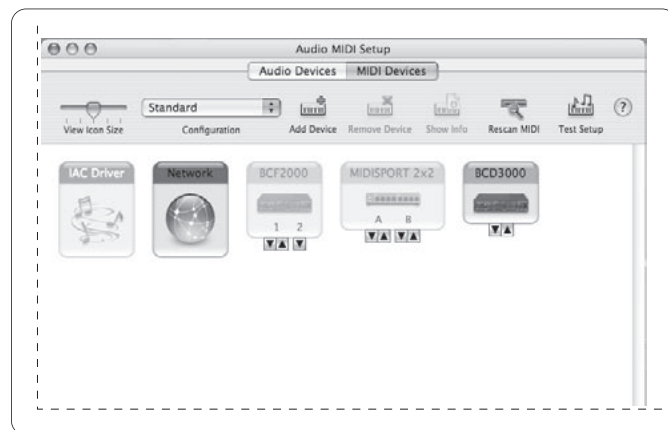 Audio MIDI Setup
Audio Devices MIDI Devices
Standard
View Icon Size Configuration Add Device Remove Device Show Info Rescan MIDI Test Setup ?
IAC Driver Network BCF2000 MIDISPORT 2x2 BCD3000
A B
1 2